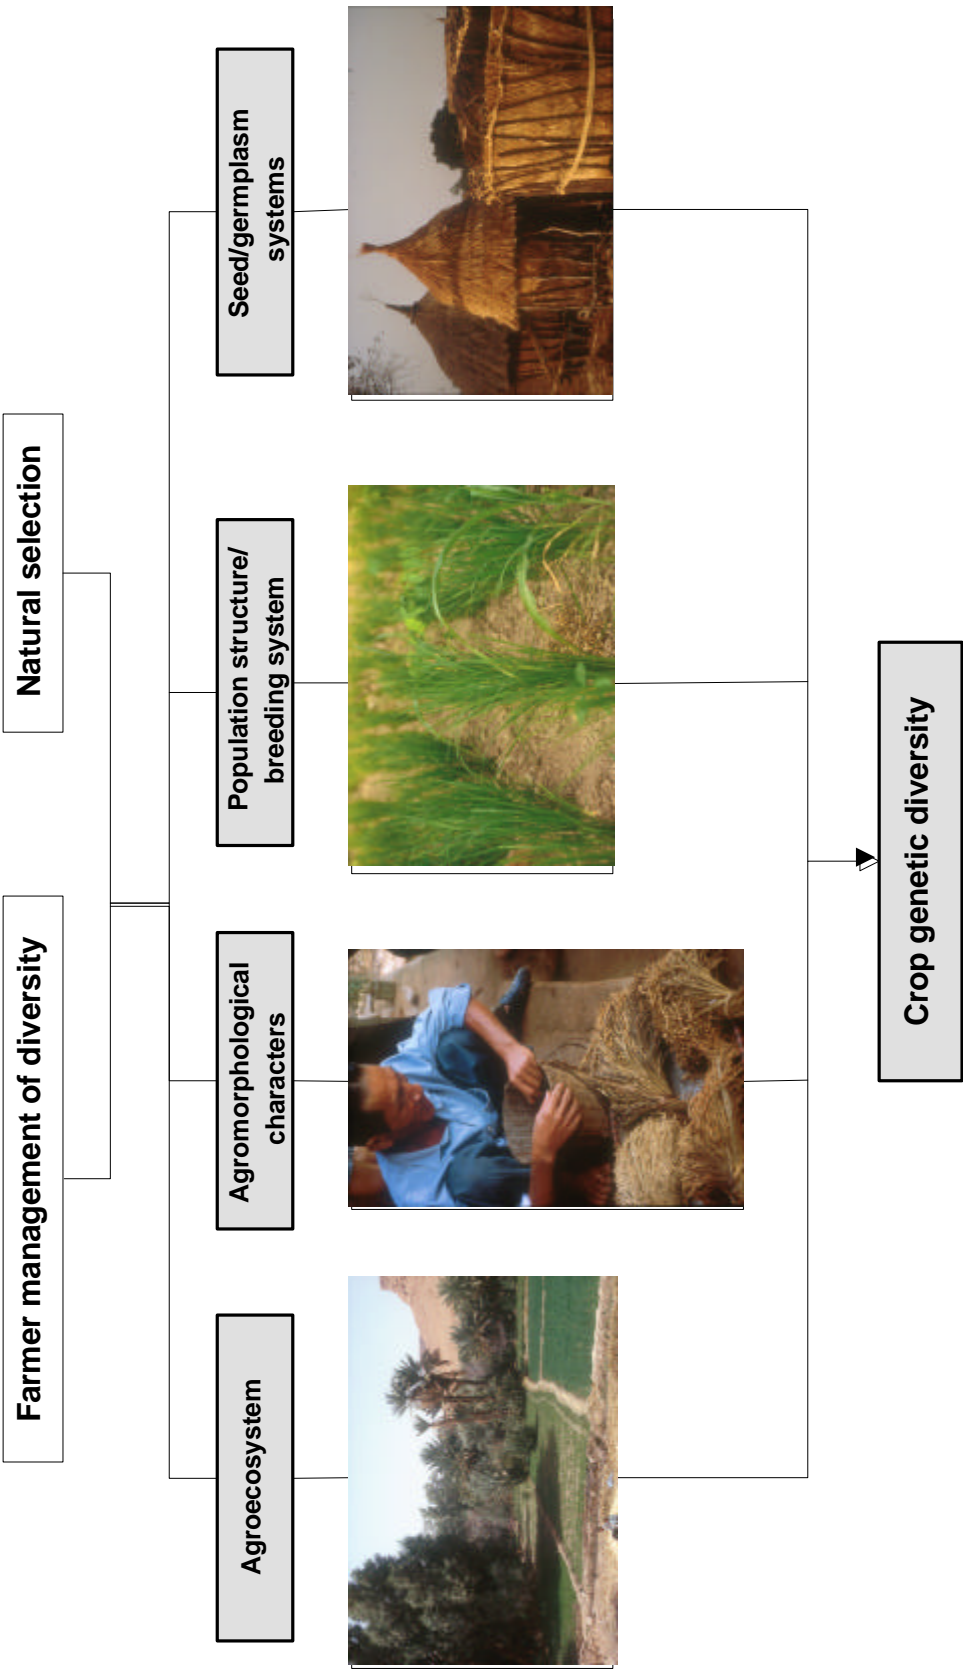 Farmer management of diversity
Natural selection
Agroecosystem
Agromorphological
characters
Population structure/
breeding system
Seed/germplasm
systems
Crop genetic diversity